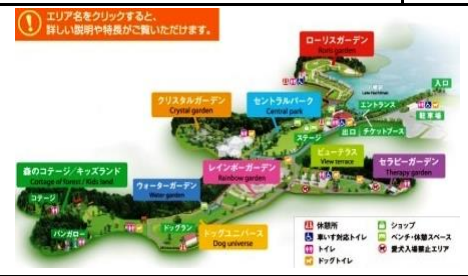 エリア名をクリックすると、
詳しい説明や特長がご覧いただけます。
ローリスガーデン
Roris garden
クリスタルガーデン
Crystal garden
セントラルパーク
Central park
エントランス
入口
駐車場
ステージ
出口
チケットブース
森のコテージ/キッズランド
Cottage of forest / Kids land
レインボーガーデン
Rainbow garden
ビューテラス
View terrace
セラピーガーデン
Therapy garden
コテージ
ウォーターガーデン
Water garden
バンガロー
ドッグラン
ドッグユニバース
Dog universe
休憩所
ショップ
車いす対応トイレ
ベンチ・休憩スペース
トイレ
愛犬入場禁止エリア
ドッグトイレ